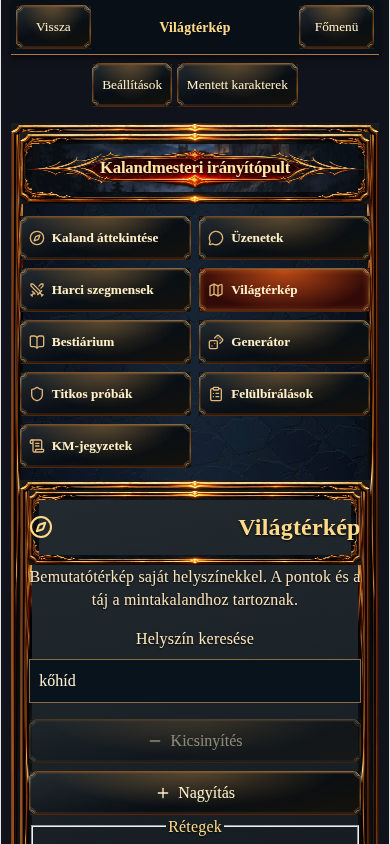 Vissza
Világtérkép
Főmenü
Beállítások
Mentett karakterek
Kalandmesteri irányítópult
Kaland áttekintése
Üzenetek
Harci szegmensek
Világtérkép
Bestiárium
Generátor
Titkos próbák
Felülbírálások
KM-jegyzetek
Világtérkép
Bemutatótérkép saját helyszínekkel. A pontok és a
táj a mintakalandhoz tartoznak.
Helyszín keresése
kőhíd
Kicsinyítés
Nagyítás
Rétegek